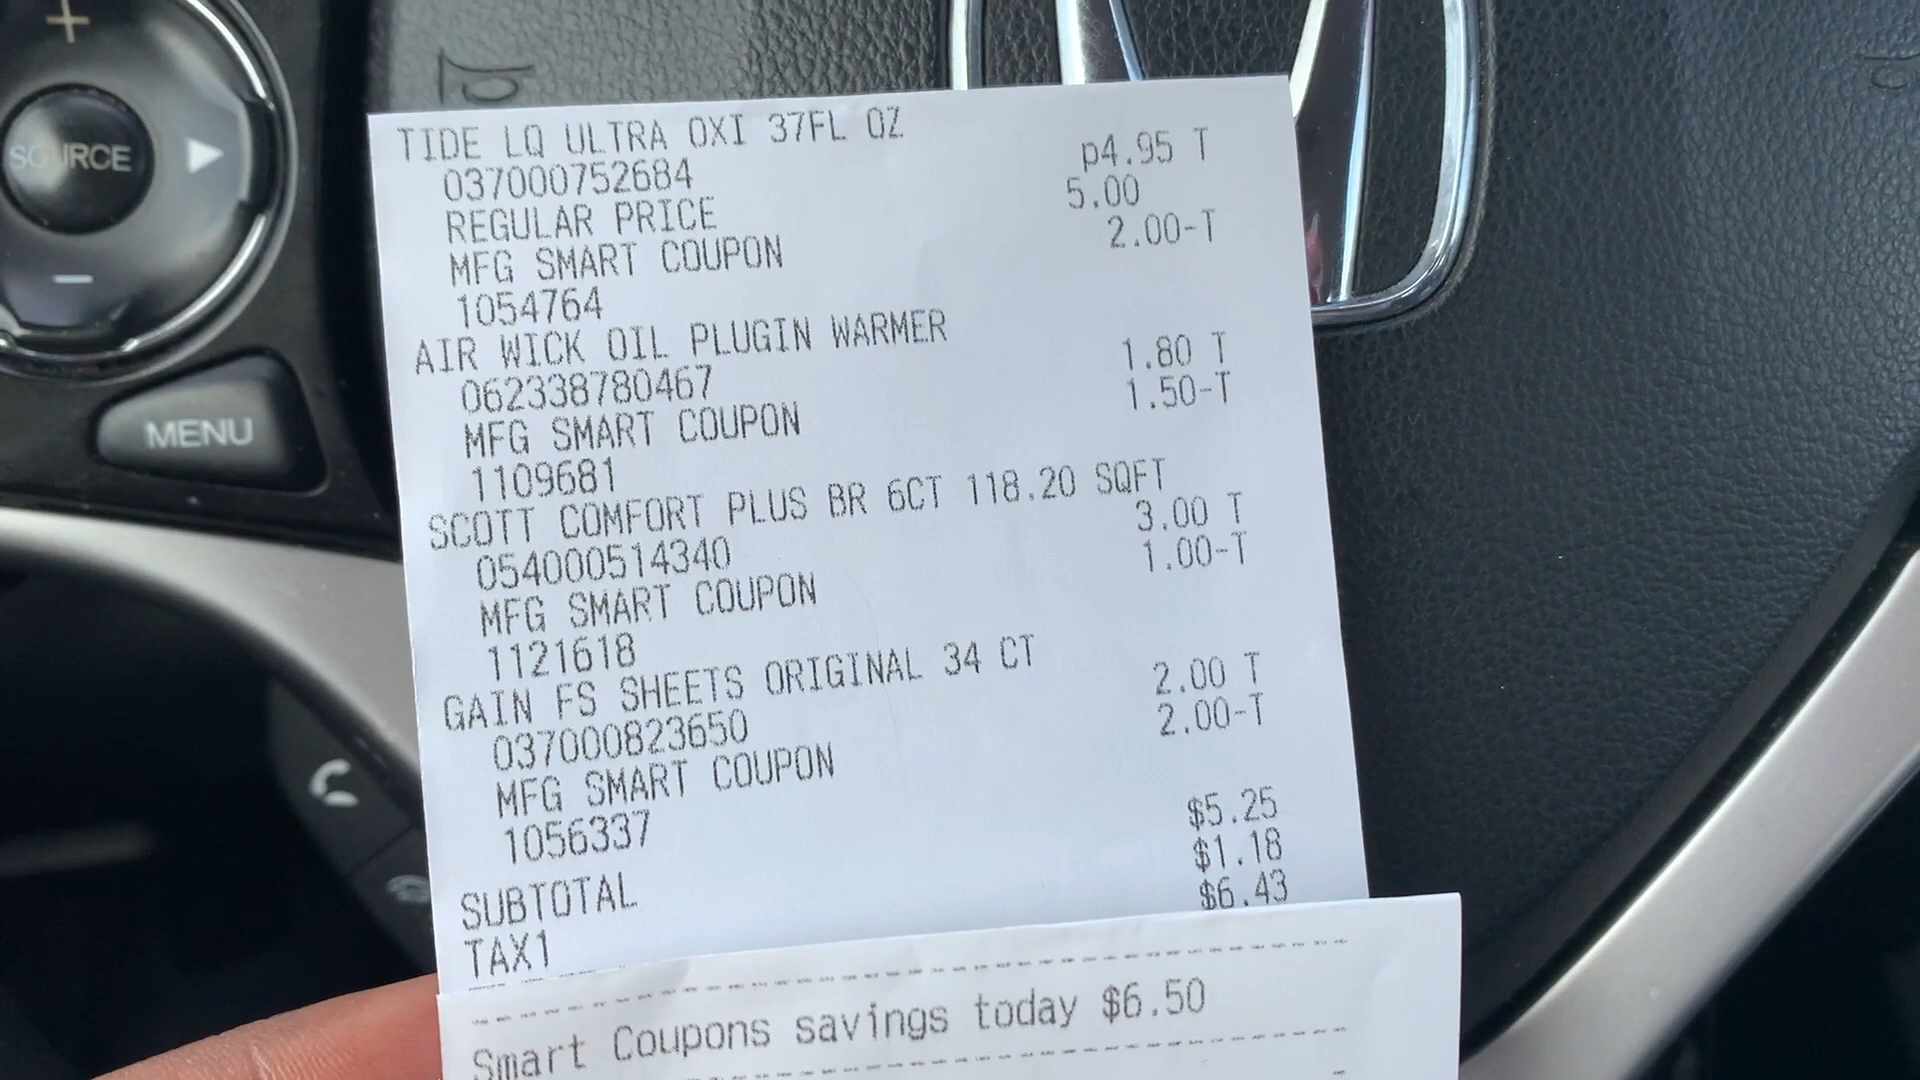 +
SOURCE
MENU
TIDE LQ ULTRA OXI 37FL OZ
037000752684 p4.95 T
REGULAR PRICE 5.00
MFG SMART COUPON 2.00-T
1054764
AIR WICK OIL PLUGIN WARMER
062338780467 1.80 T
MFG SMART COUPON 1.50-T
1109681
SCOTT COMFORT PLUS BR 6CT 118.20 SQFT
054000514340 3.00 T
MFG SMART COUPON 1.00-T
1121618
GAIN FS SHEETS ORIGINAL 34 CT
037000823650 2.00 T
MFG SMART COUPON 2.00-T
1056337
SUBTOTAL $5.25
TAX1 $1.18
$6.43
Smart Coupons savings today $6.50